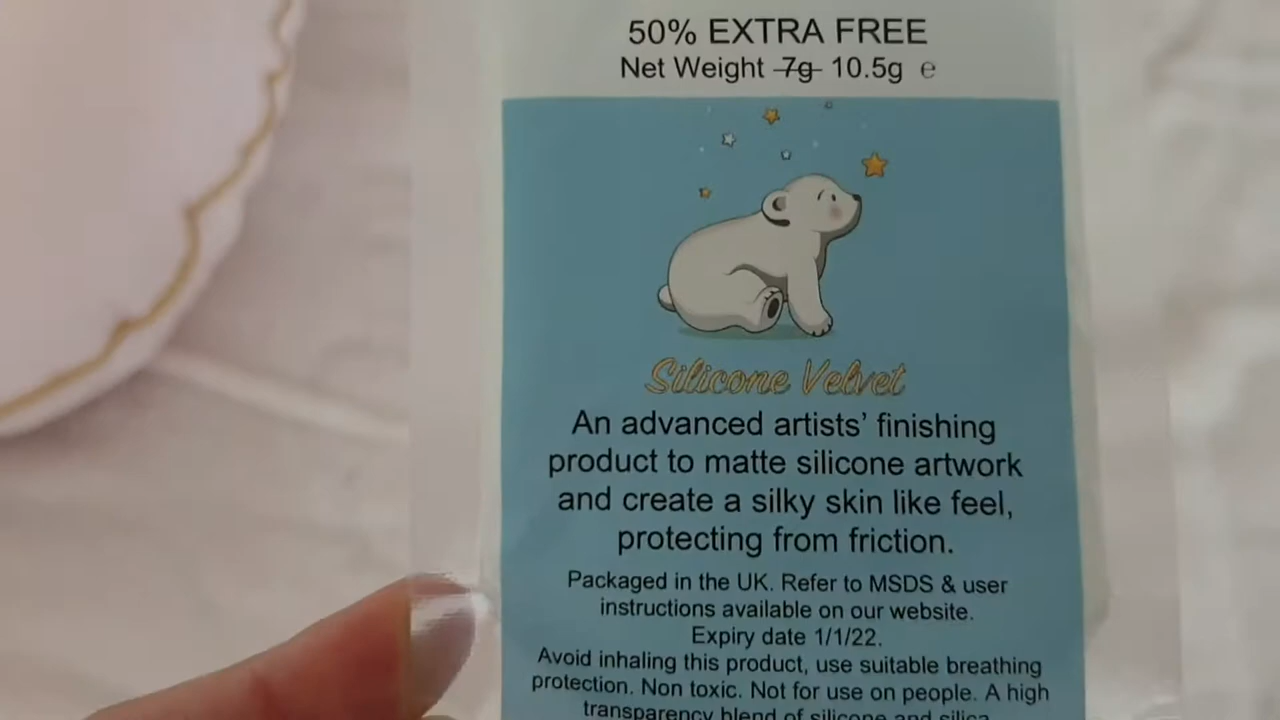 50% EXTRA FREE
Net Weight 7g 10.5g ℮
Silicone Velvet
An advanced artists’ finishing
product to matte silicone artwork
and create a silky skin like feel,
protecting from friction.
Packaged in the UK. Refer to MSDS & user
instructions available on our website.
Expiry date 1/1/22.
Avoid inhaling this product, use suitable breathing
protection. Non toxic. Not for use on people. A high
transparency blend of silicone and silica